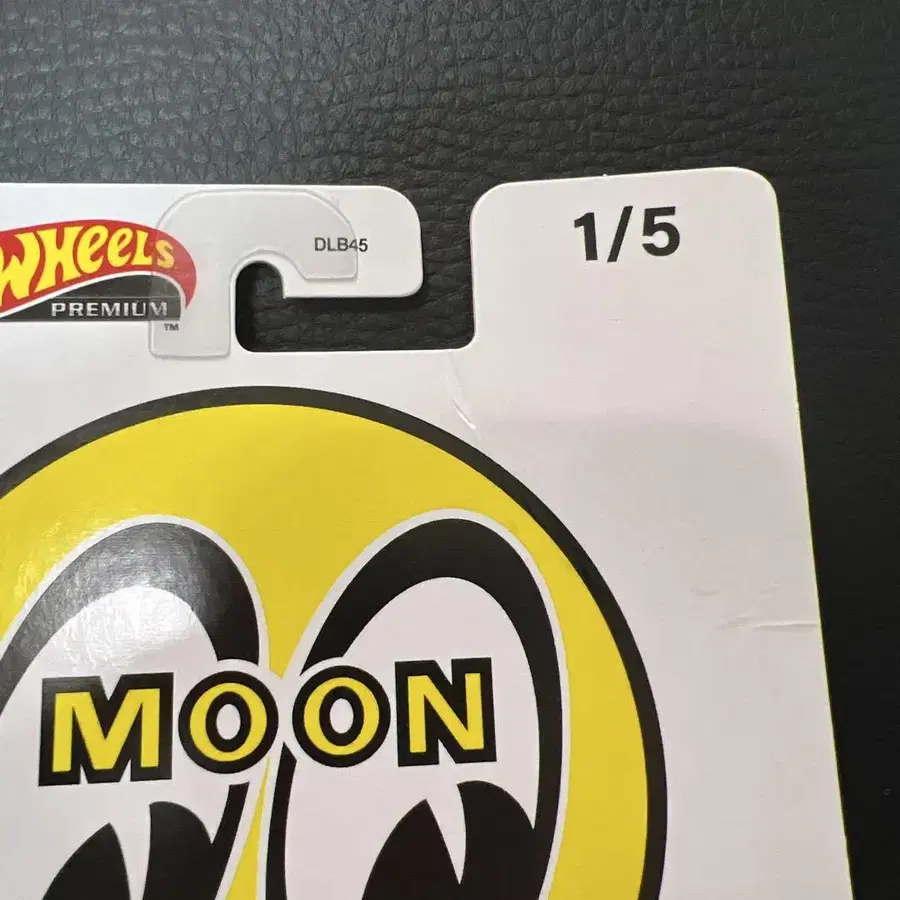 WHEELS
PREMIUM
TM
DLB45
1/5
MOON